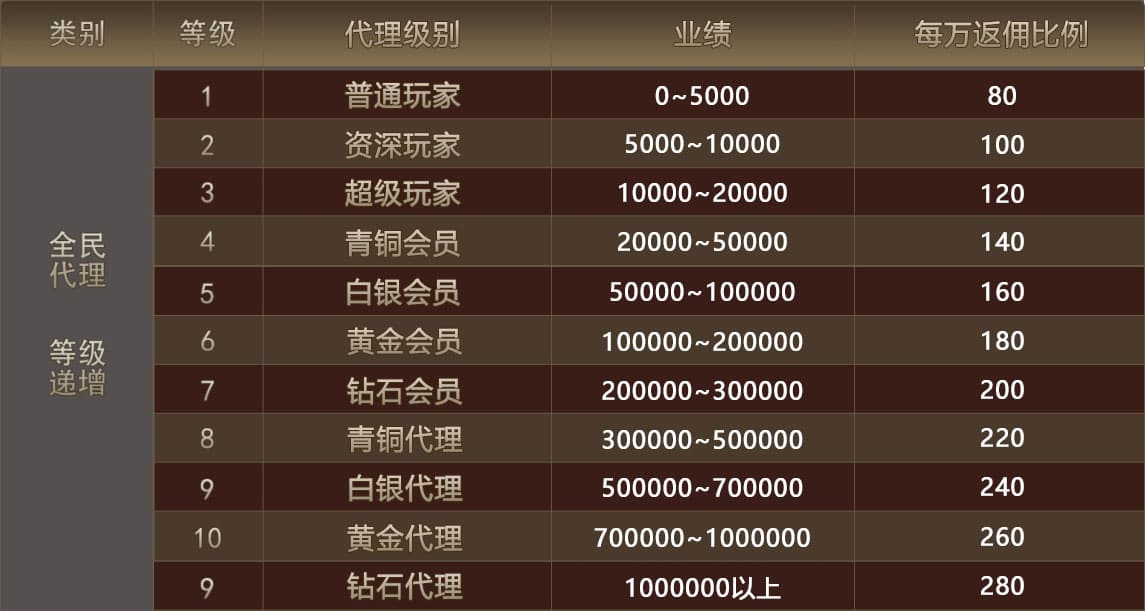 类别 等级 代理级别 业绩 每万返佣比例
1 普通玩家 0~5000 80
2 资深玩家 5000~10000 100
3 超级玩家 10000~20000 120
4 青铜会员 20000~50000 140
5 白银会员 50000~100000 160
6 黄金会员 100000~200000 180
7 钻石会员 200000~300000 200
8 青铜代理 300000~500000 220
9 白银代理 500000~700000 240
10 黄金代理 700000~1000000 260
9 钻石代理 1000000以上 280
全民
代理
等级
递增